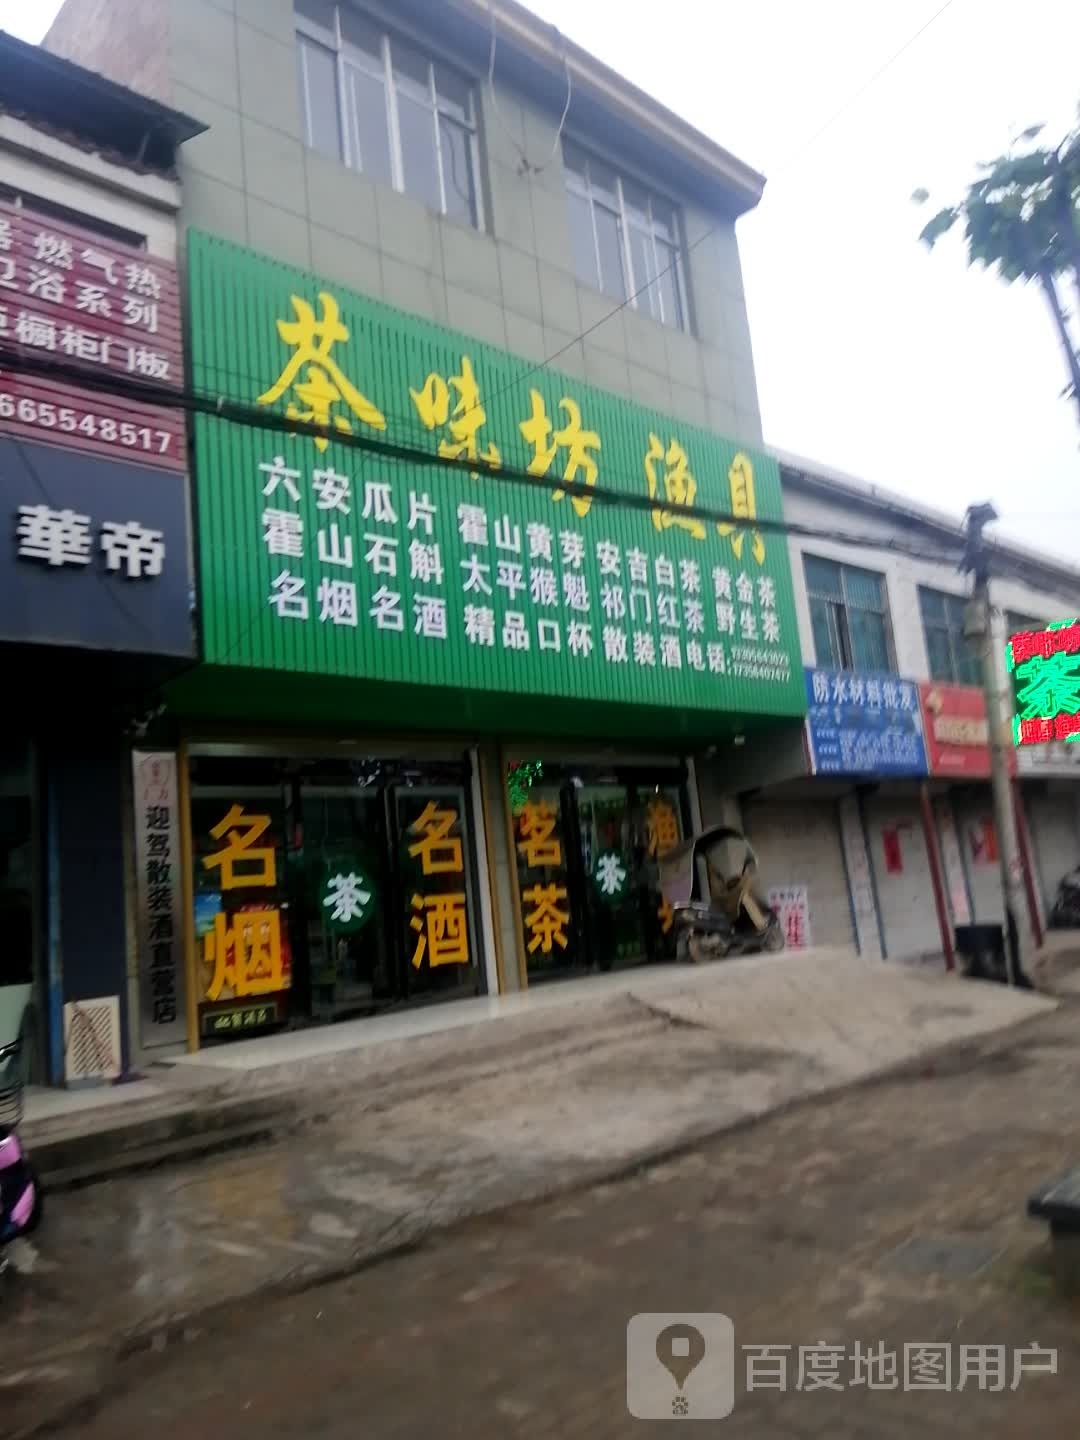 燃气热
卫浴系列
橱柜门板
665548517
華帝
茶味坊 渔具
六安瓜片 霍山黄芽 安吉白茶 黄金茶
霍山石斛 太平猴魁 祁门红茶 野生茶
名烟名酒 精品口杯 散装酒电话:
17356407477
迎驾散装酒直营店
名烟
茶
名酒
茗茶
茶
渔具
防水材料批发
茶
百度地图用户